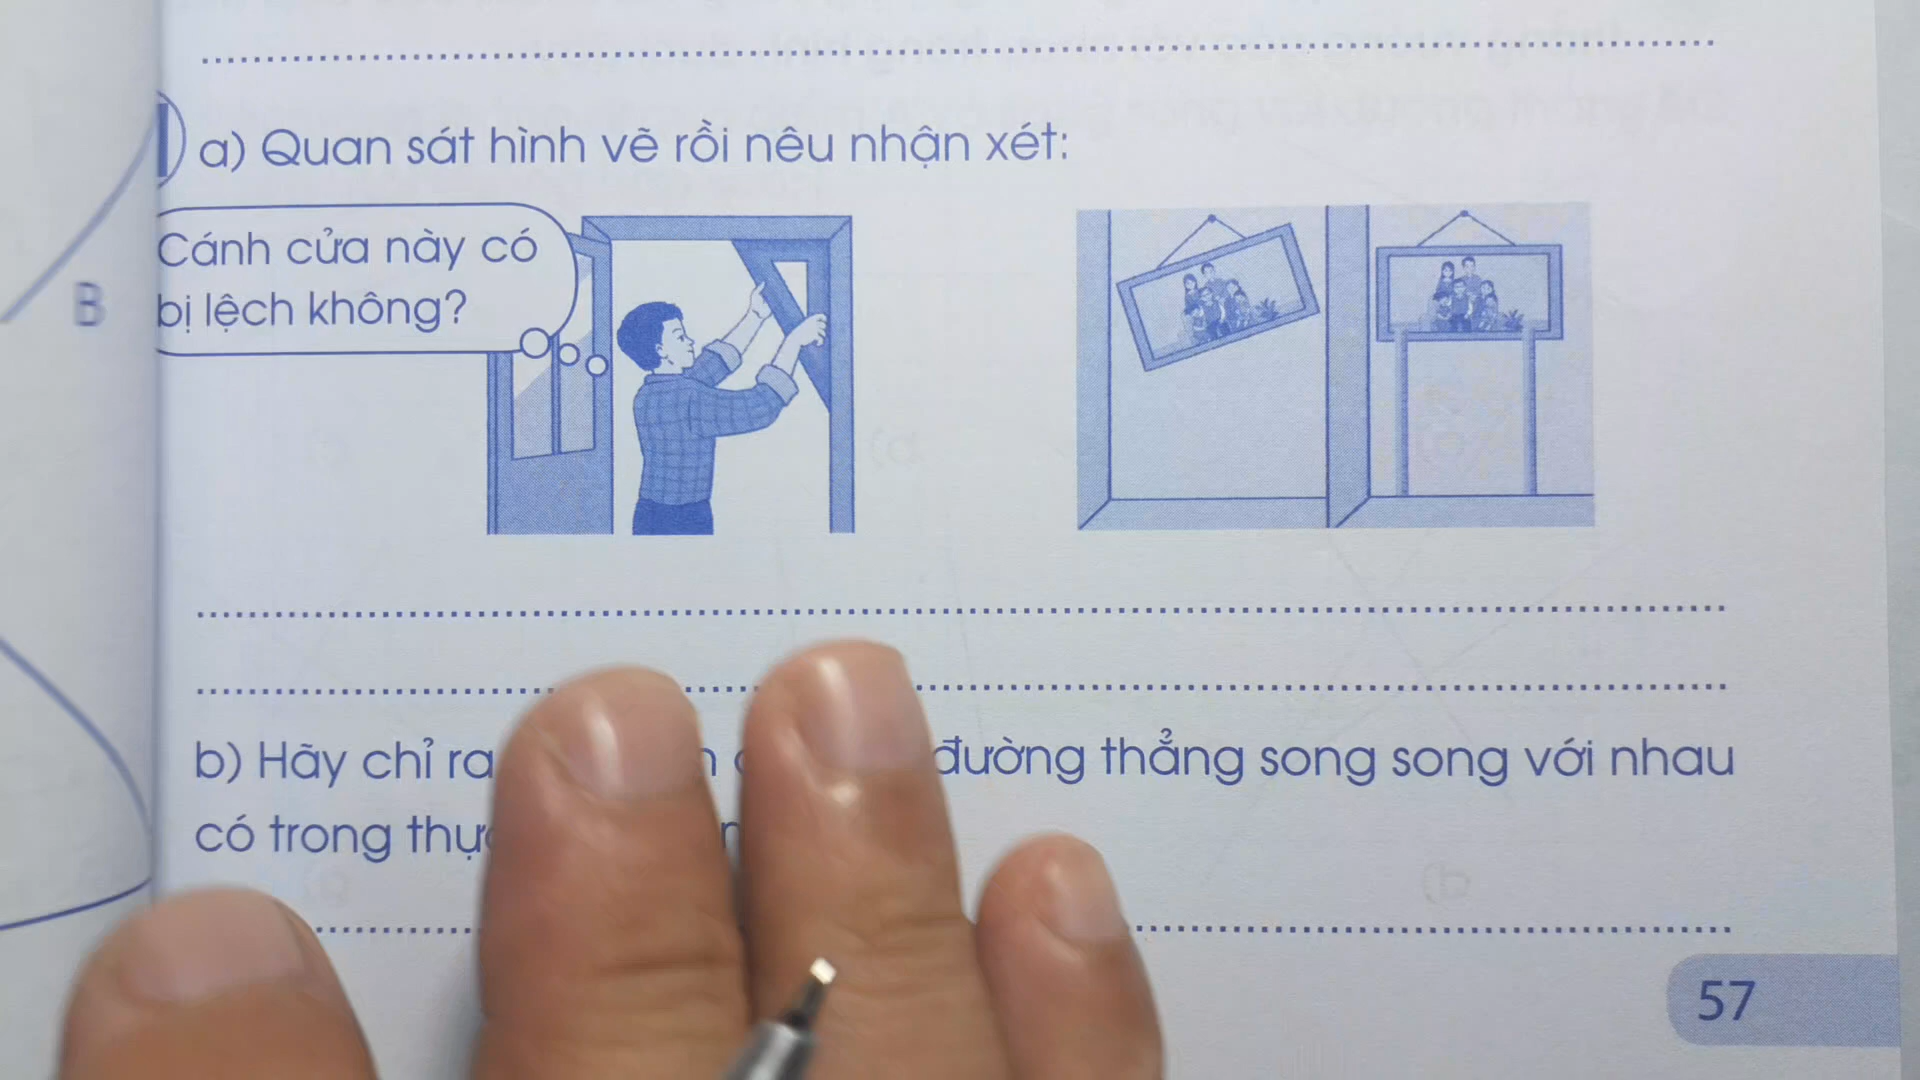 a) Quan sát hình vẽ rồi nêu nhận xét:
Cánh cửa này có
bị lệch không?
B
b) Hãy chỉ ra đường thẳng song song với nhau
có trong
57